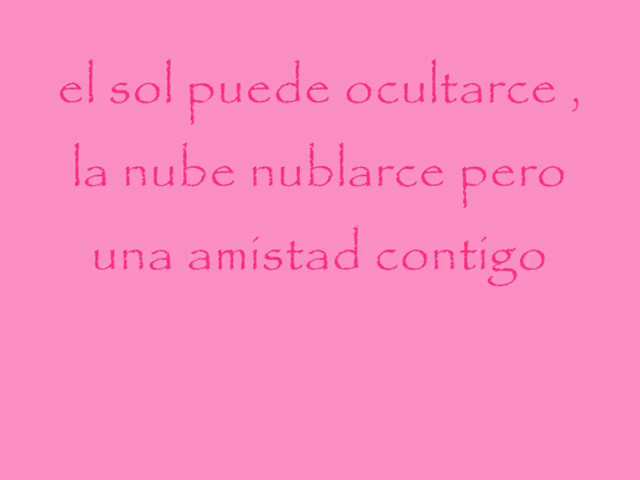 el sol puede ocultarce ,
la nube nublarce pero
una amistad contigo